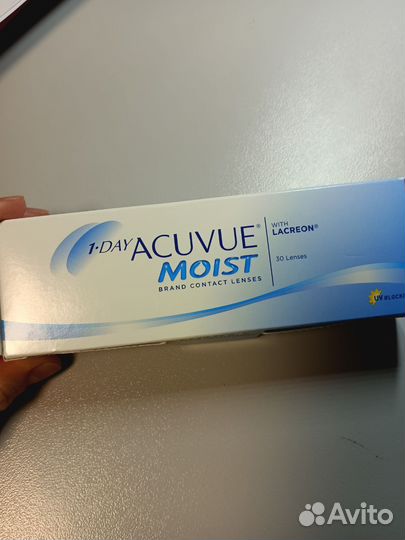 1·DAY ACUVUE®
MOIST
BRAND CONTACT LENSES
WITH
LACREON®
30 Lenses
UV BLOCK
Avito